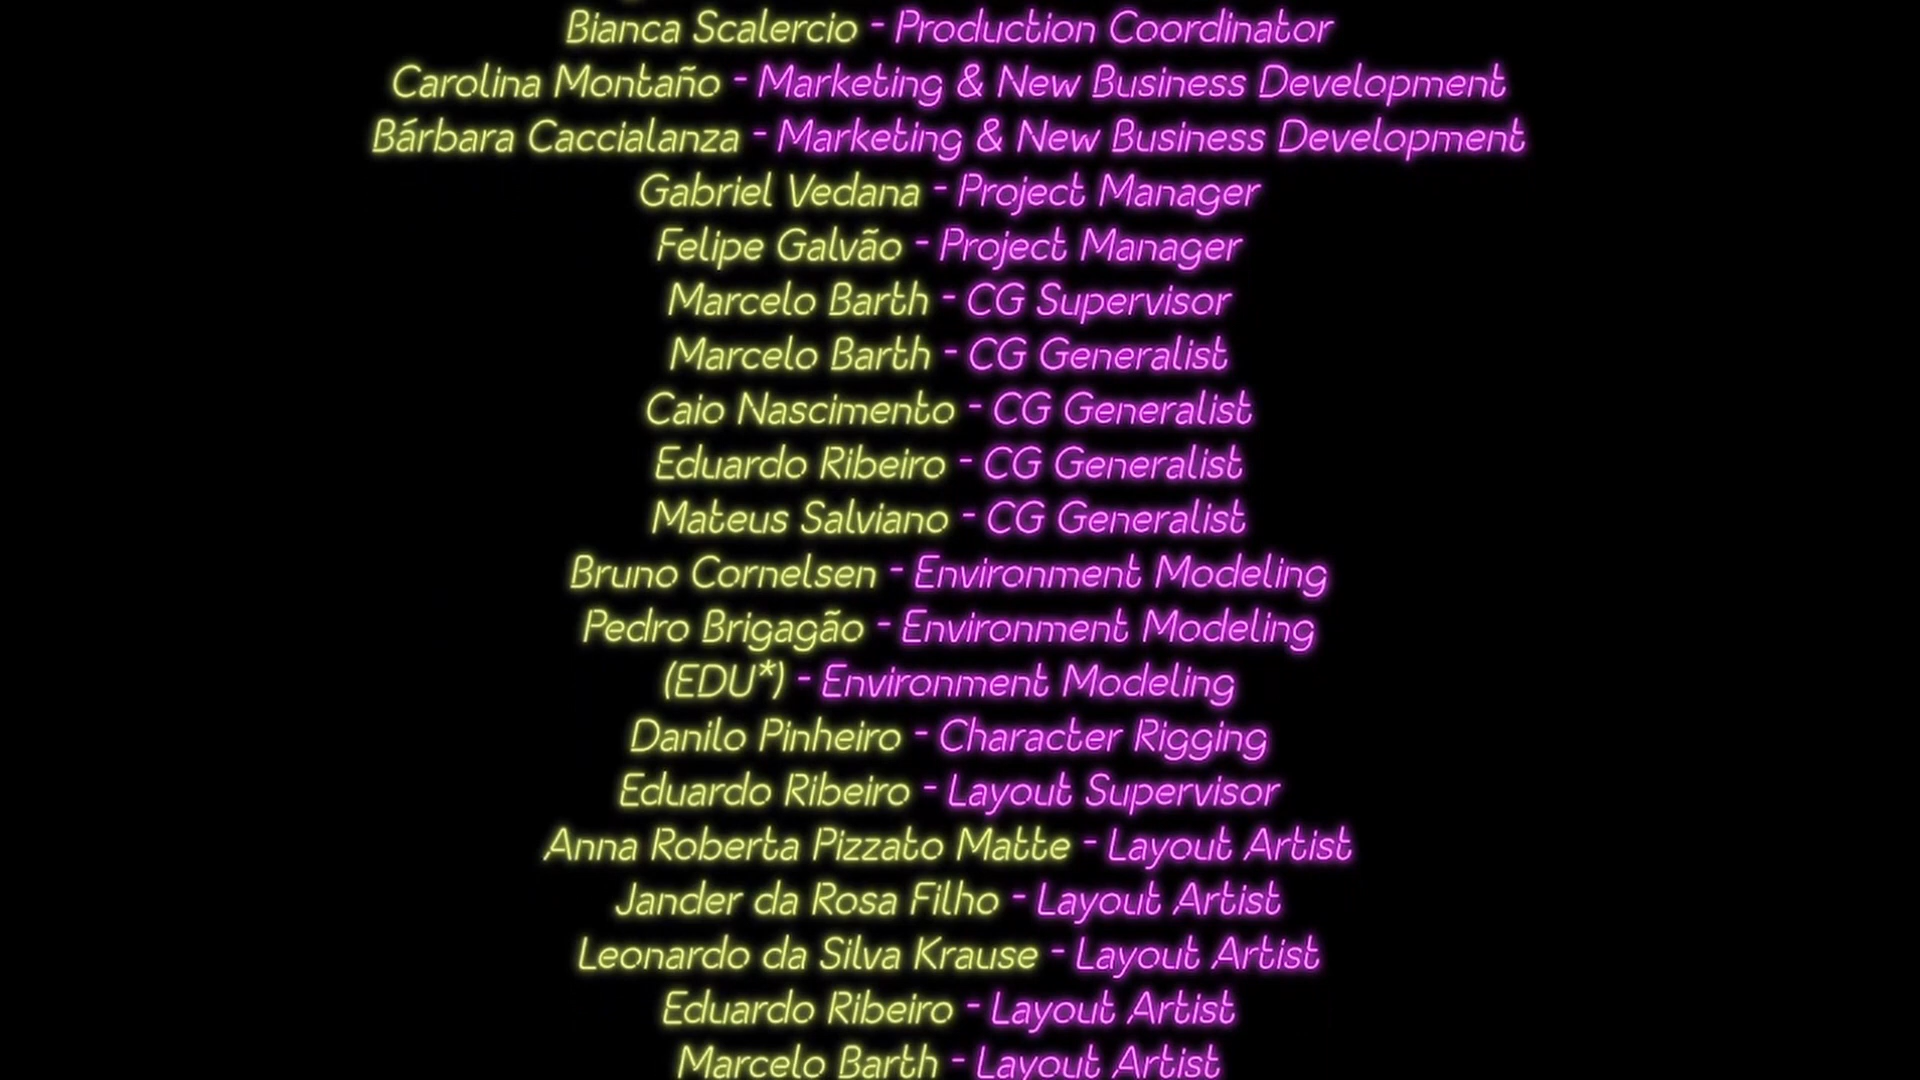 Bianca Scalercio - Production Coordinator
Carolina Montaño - Marketing & New Business Development
Bárbara Caccialanza - Marketing & New Business Development
Gabriel Vedana - Project Manager
Felipe Galvão - Project Manager
Marcelo Barth - CG Supervisor
Marcelo Barth - CG Generalist
Caio Nascimento - CG Generalist
Eduardo Ribeiro - CG Generalist
Mateus Salviano - CG Generalist
Bruno Cornelsen - Environment Modeling
Pedro Brigagão - Environment Modeling
(EDU*) - Environment Modeling
Danilo Pinheiro - Character Rigging
Eduardo Ribeiro - Layout Supervisor
Anna Roberta Pizzato Matte - Layout Artist
Jander da Rosa Filho - Layout Artist
Leonardo da Silva Krause - Layout Artist
Eduardo Ribeiro - Layout Artist
Marcelo Barth - Layout Artist